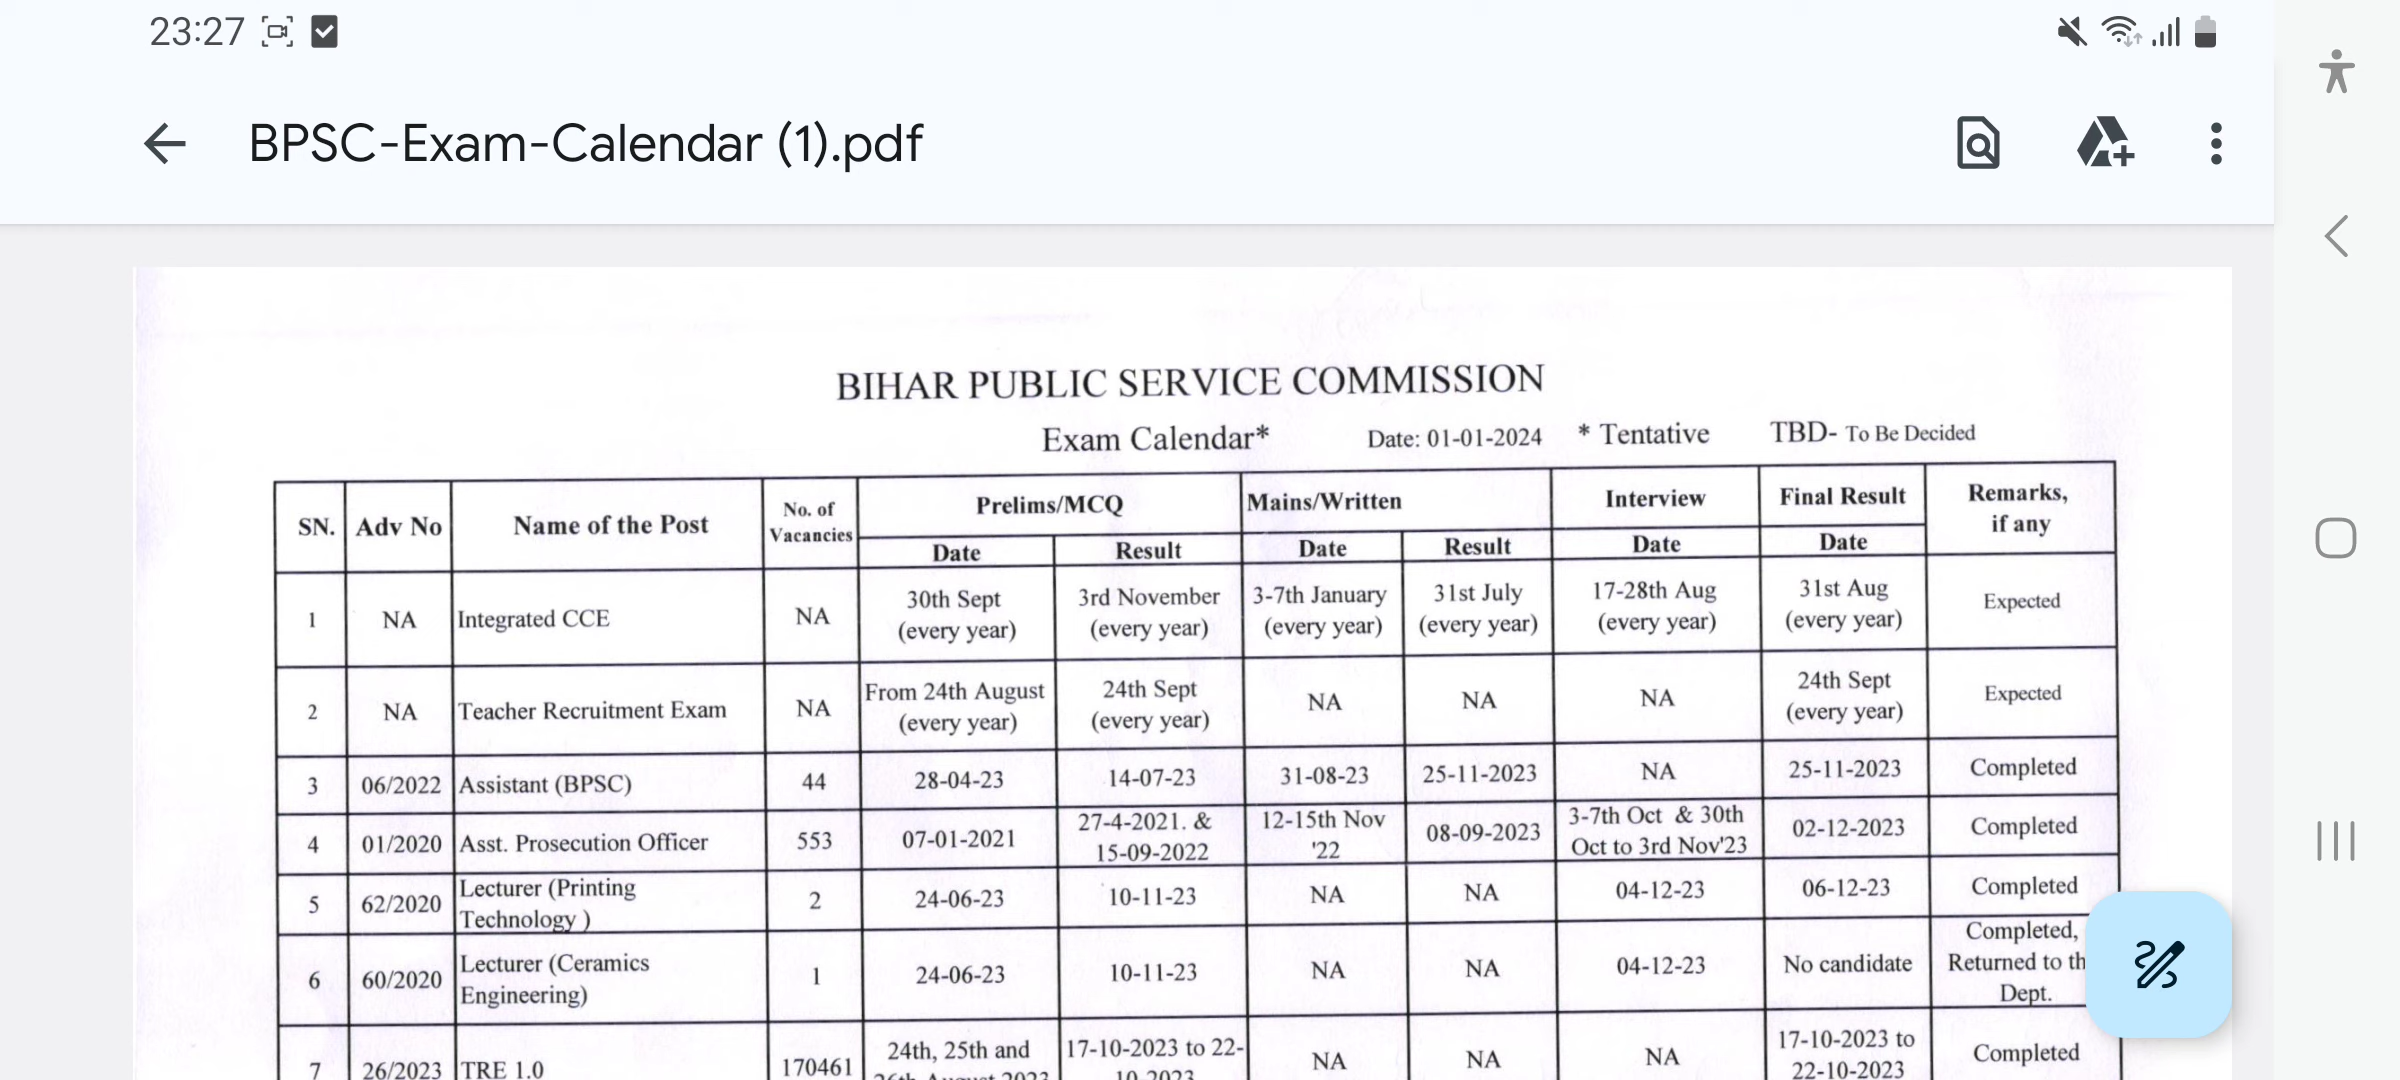 23:27
BPSC-Exam-Calendar (1).pdf
BIHAR PUBLIC SERVICE COMMISSION
Exam Calendar* Date: 01-01-2024 * Tentative TBD- To Be Decided
SN. Adv No Name of the Post No. of Vacancies Prelims/MCQ Mains/Written Interview Final Result Remarks, if any
Date Result Date Result Date Date
1 NA Integrated CCE NA 30th Sept (every year) 3rd November (every year) 3-7th January (every year) 31st July (every year) 17-28th Aug (every year) 31st Aug (every year) Expected
2 NA Teacher Recruitment Exam NA From 24th August (every year) 24th Sept (every year) NA NA NA 24th Sept (every year) Expected
3 06/2022 Assistant (BPSC) 44 28-04-23 14-07-23 31-08-23 25-11-2023 NA 25-11-2023 Completed
4 01/2020 Asst. Prosecution Officer 553 07-01-2021 27-4-2021. & 15-09-2022 12-15th Nov '22 08-09-2023 3-7th Oct & 30th Oct to 3rd Nov'23 02-12-2023 Completed
5 62/2020 Lecturer (Printing Technology ) 2 24-06-23 10-11-23 NA NA 04-12-23 06-12-23 Completed
6 60/2020 Lecturer (Ceramics Engineering) 1 24-06-23 10-11-23 NA NA 04-12-23 No candidate Completed, Returned to th Dept.
7 26/2023 TRE 1.0 170461 24th, 25th and 26th August 2023 17-10-2023 to 22-10-2023 NA NA NA 17-10-2023 to 22-10-2023 Completed